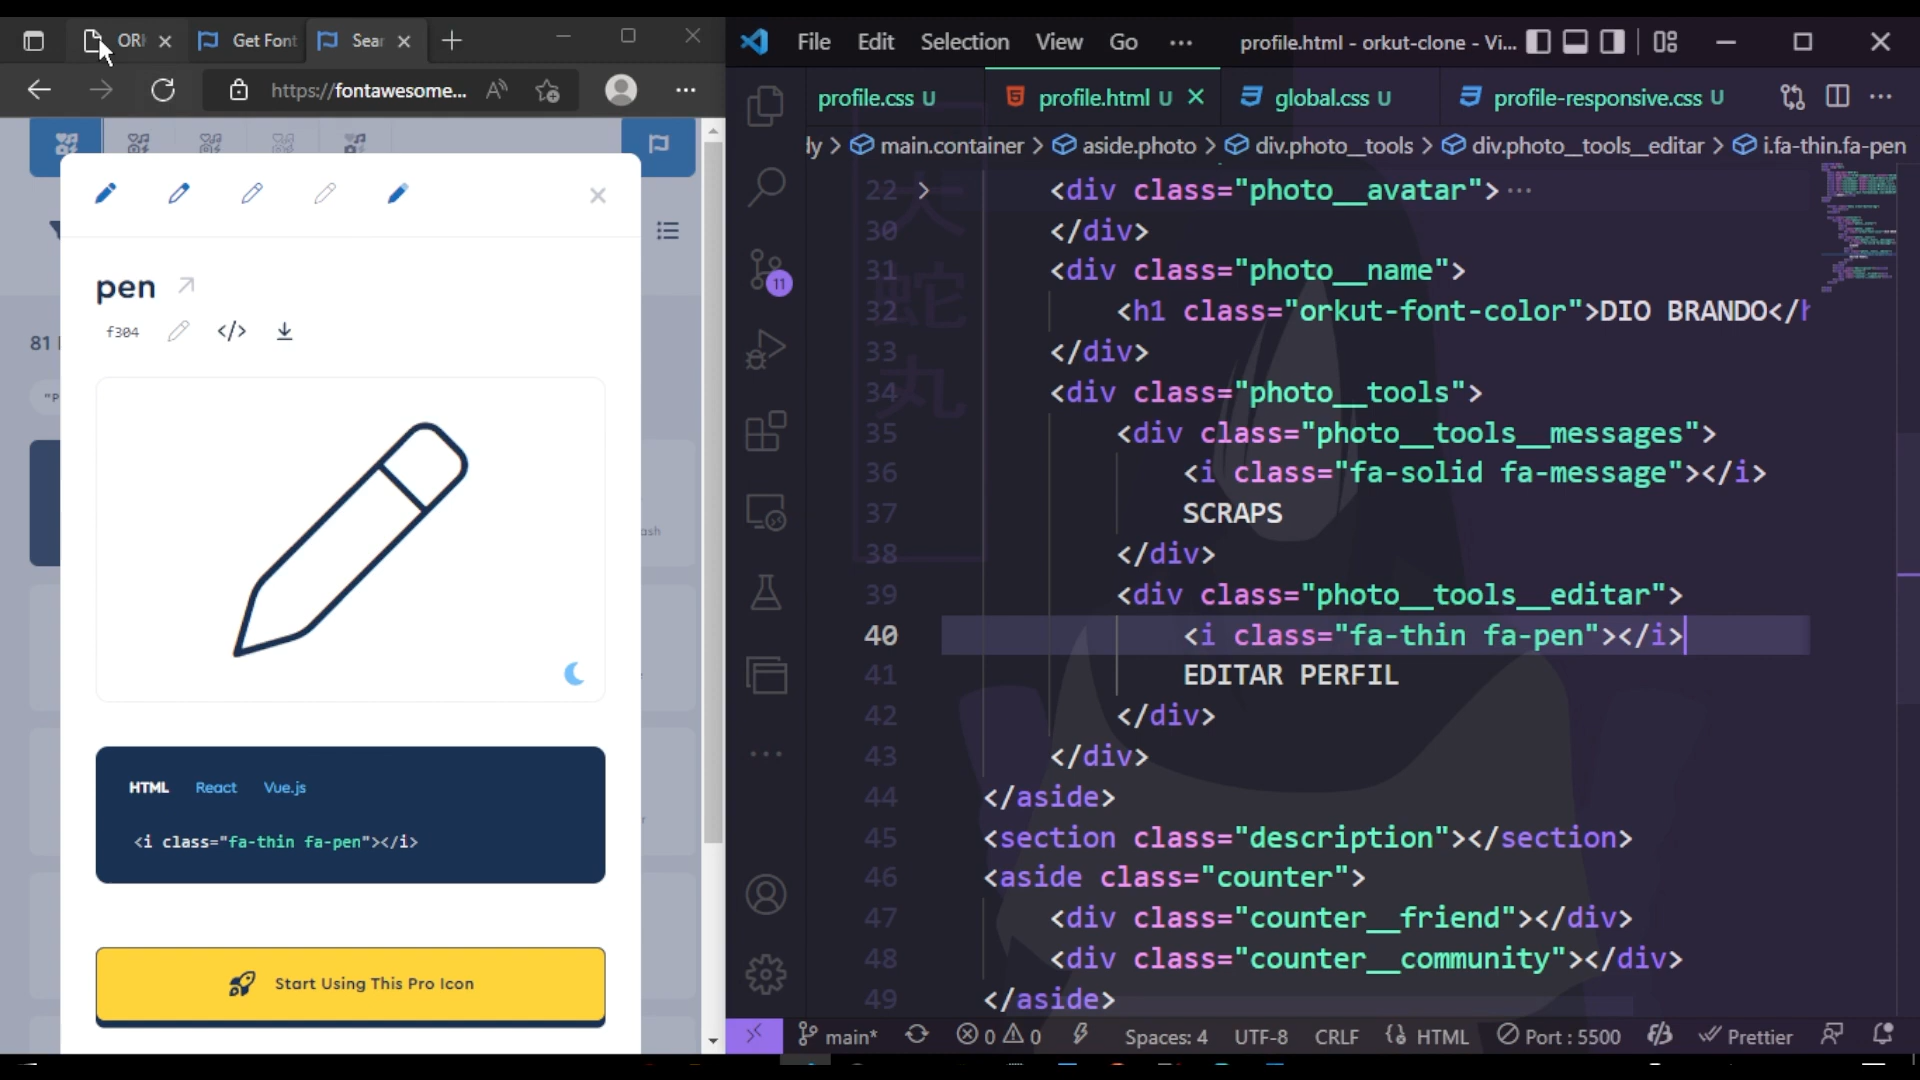 ORK
Get Font
Sear
https://fontawesome...
pen
f304
81
"P
ash
HTML React Vue.js
<i class="fa-thin fa-pen"></i>
Start Using This Pro Icon
File Edit Selection View Go ...
profile.html - orkut-clone - Vi...
profile.css U
profile.html U
global.css U
profile-responsive.css U
dy > main.container > aside.photo > div.photo__tools > div.photo__tools__editar > i.fa-thin.fa-pen
11
犬
蛇
丸
22 <div class="photo__avatar">...
30 </div>
31 <div class="photo__name">
32 <h1 class="orkut-font-color">DIO BRANDO</h
33 </div>
34 <div class="photo__tools">
35 <div class="photo__tools__messages">
36 <i class="fa-solid fa-message"></i>
37 SCRAPS
38 </div>
39 <div class="photo__tools__editar">
40 <i class="fa-thin fa-pen"></i>
41 EDITAR PERFIL
42 </div>
43 </div>
44 </aside>
45 <section class="description"></section>
46 <aside class="counter">
47 <div class="counter__friend"></div>
48 <div class="counter__community"></div>
49 </aside>
main* 0 0 Spaces: 4 UTF-8 CRLF HTML Port : 5500 Prettier